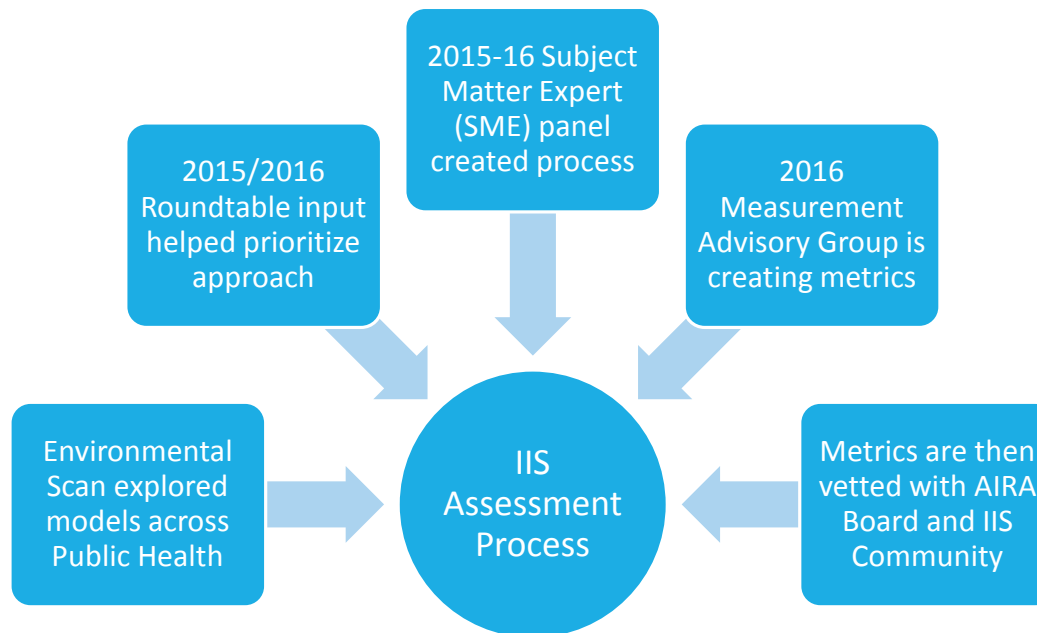 2015-16 Subject
Matter Expert
(SME) panel
created process
2015/2016
Roundtable input
helped prioritize
approach
2016
Measurement
Advisory Group is
creating metrics
Environmental
Scan explored
models across
Public Health
IIS
Assessment
Process
Metrics are then
vetted with AIRA
Board and IIS
Community